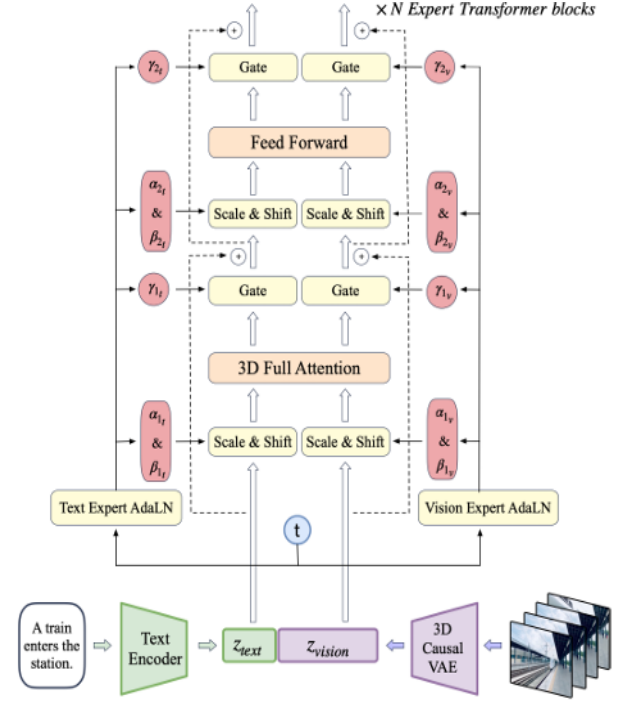 × N Expert Transformer blocks
+ +
γ2t Gate Gate γ2v
Feed Forward
α2t & β2t Scale & Shift Scale & Shift α2v & β2v
+ +
γ1t Gate Gate γ1v
3D Full Attention
α1t & β1t Scale & Shift Scale & Shift α1v & β1v
Text Expert AdaLN Vision Expert AdaLN
t
A train
enters the
station.
Text
Encoder
ztext zvision
3D
Causal
VAE